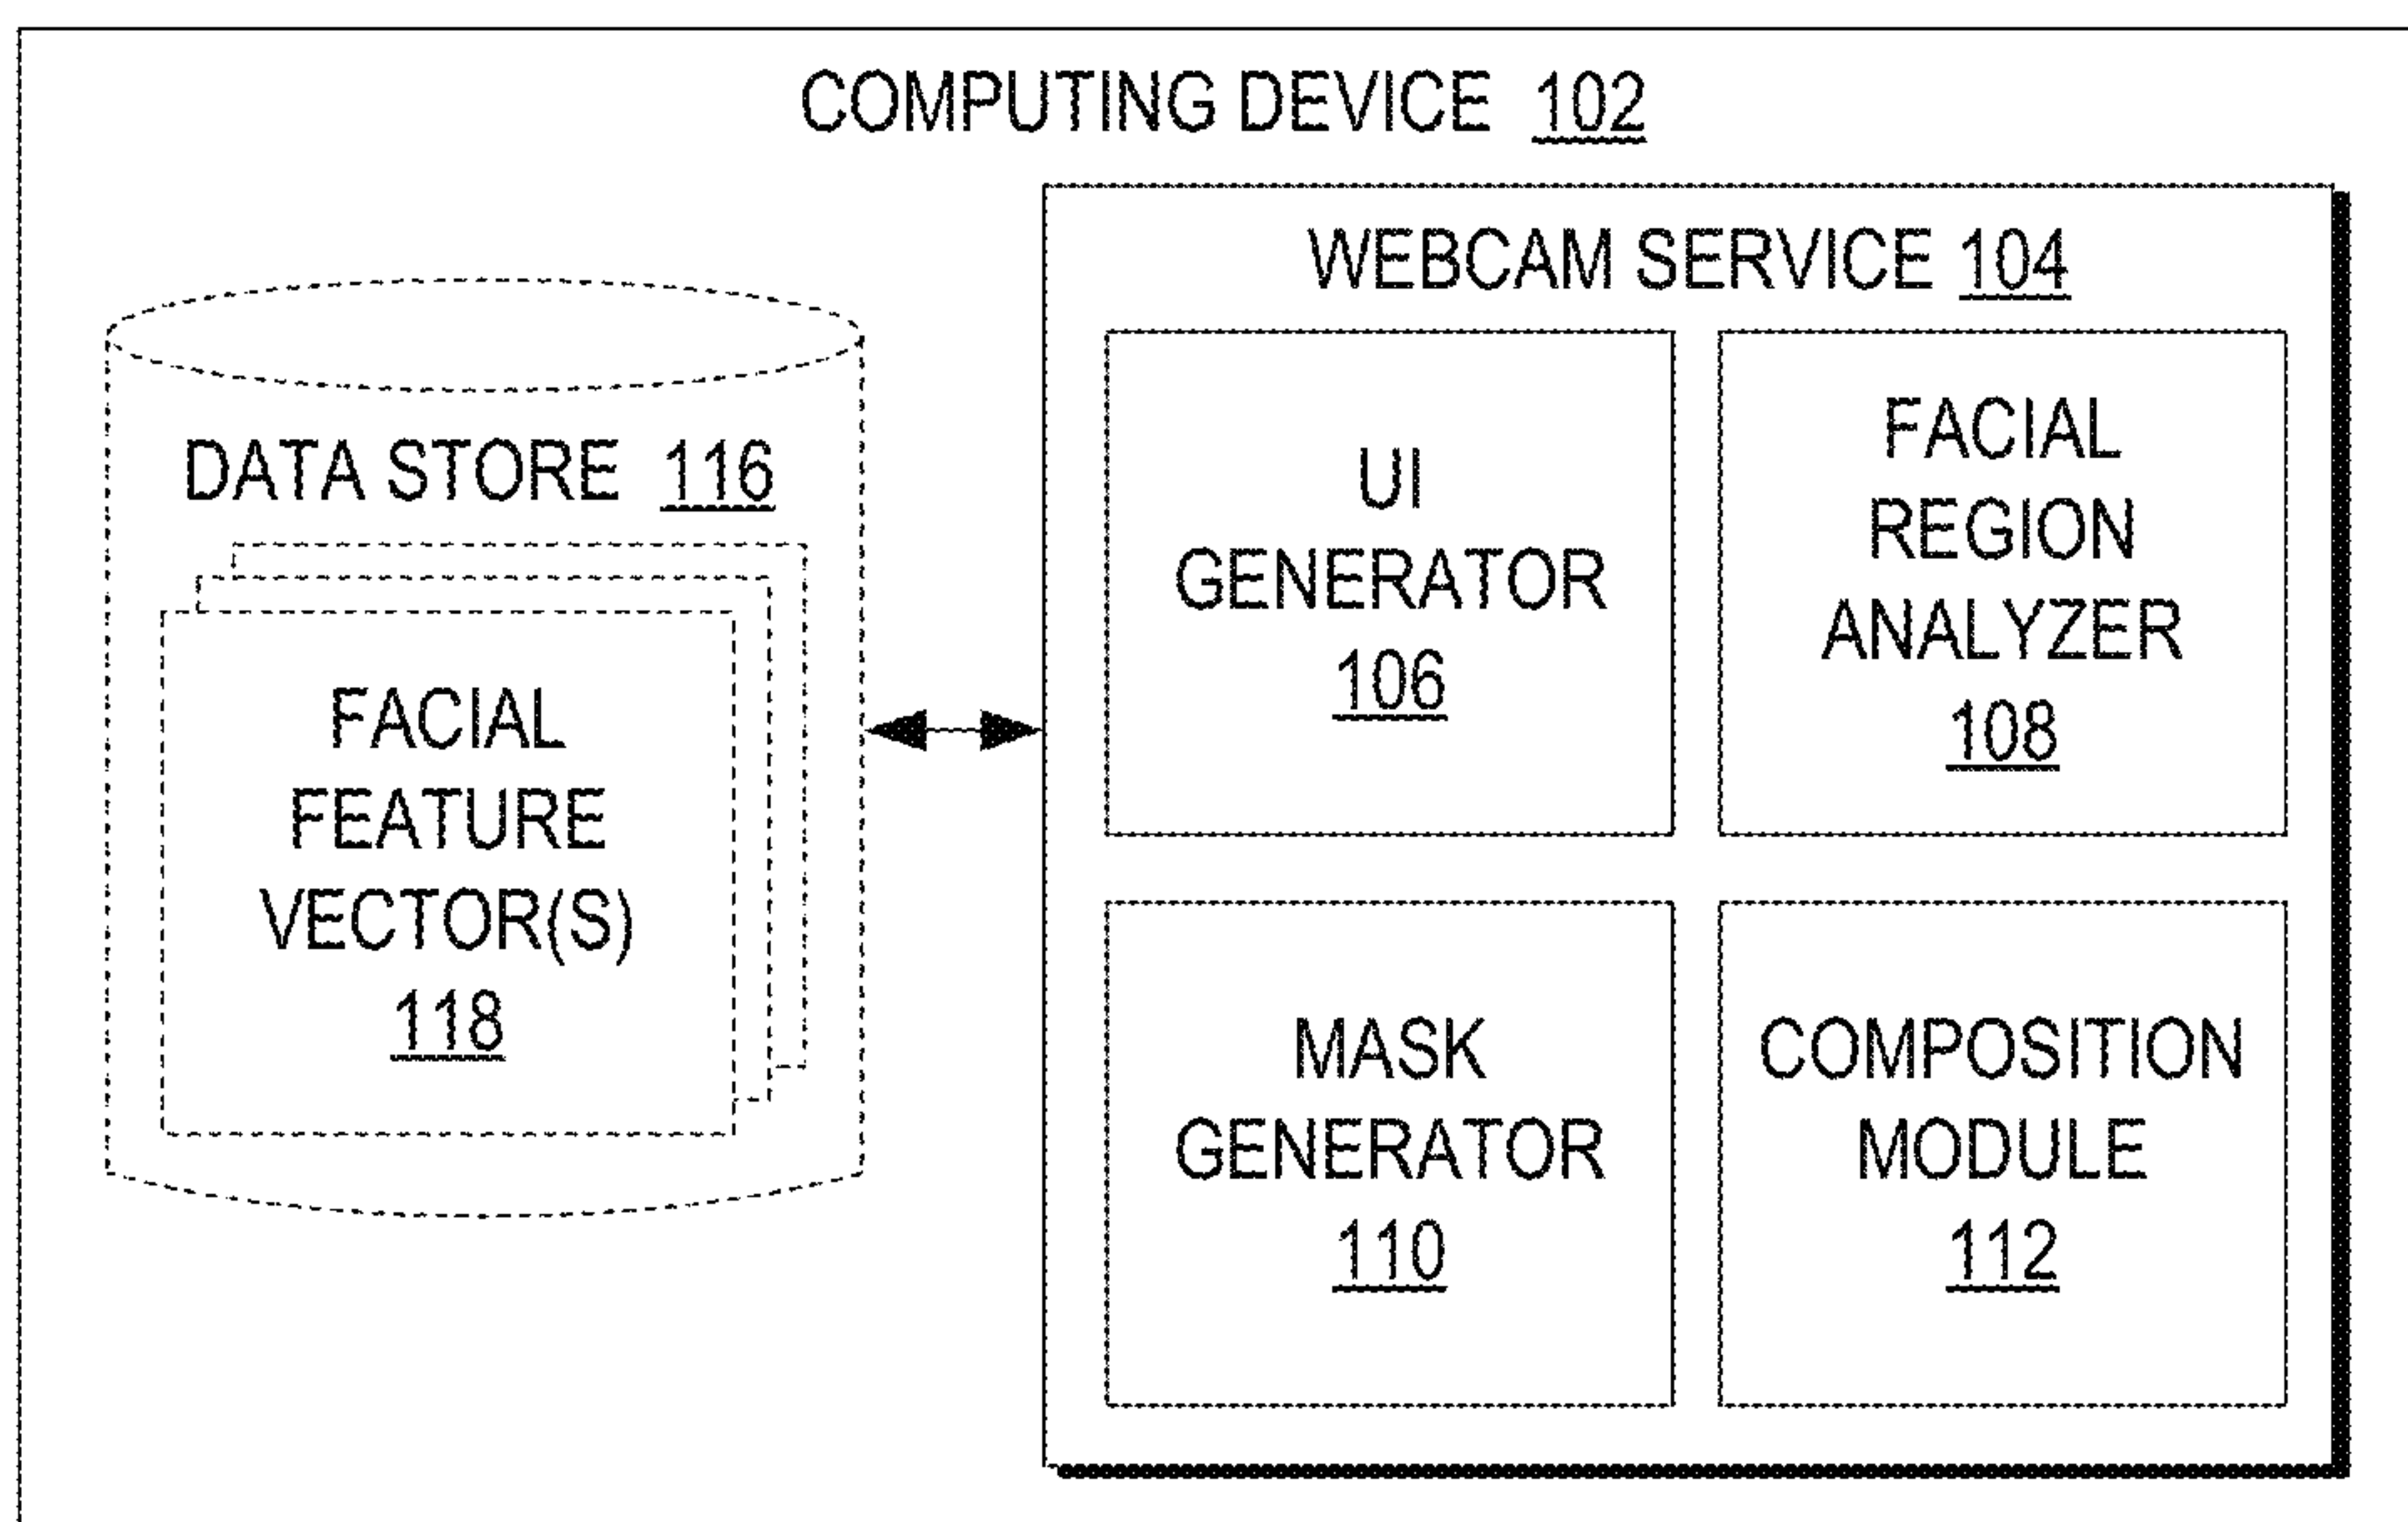 COMPUTING DEVICE 102
DATA STORE 116
FACIAL
FEATURE
VECTOR(S)
118
WEBCAM SERVICE 104
UI
GENERATOR
106
FACIAL
REGION
ANALYZER
108
MASK
GENERATOR
110
COMPOSITION
MODULE
112